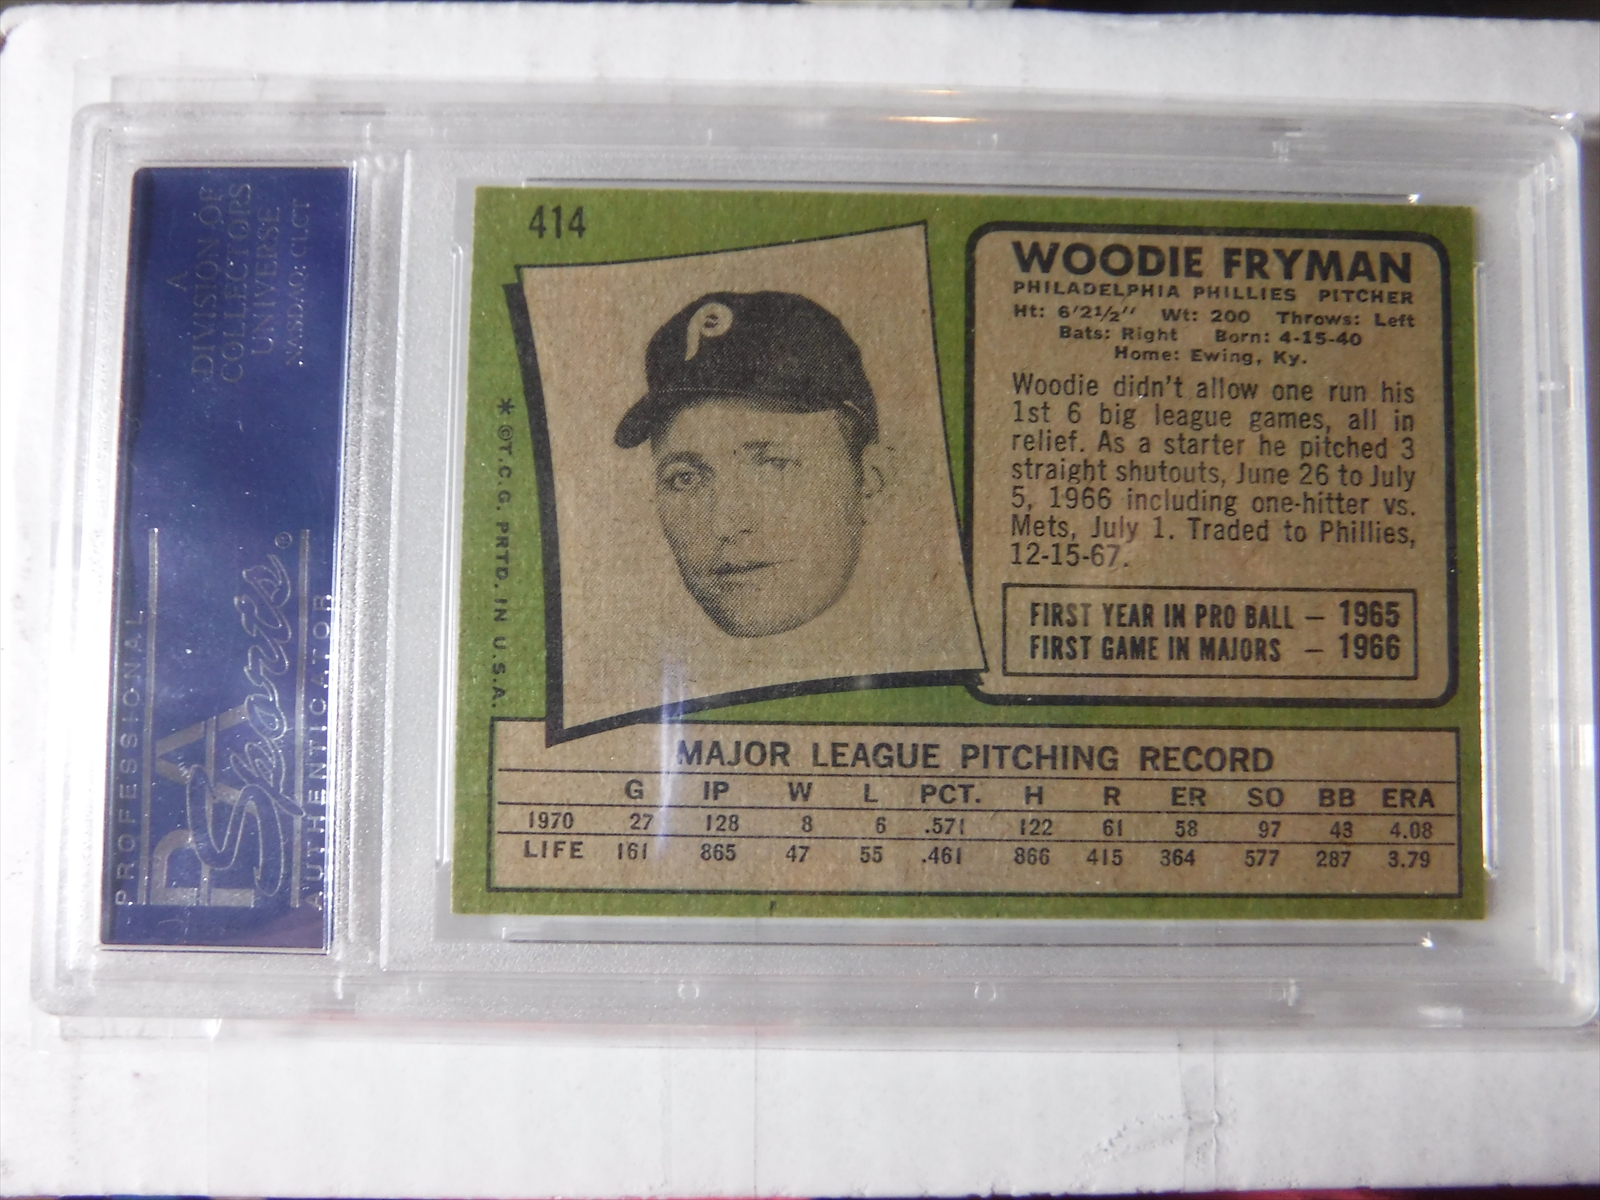 A
DIVISION OF
COLLECTORS
UNIVERSE
NASDAQ: CLCT
PROFESSIONAL
PSA
Sports®
AUTHENTICATOR
414
* ©T.C.G. PRTD. IN U.S.A.
WOODIE FRYMAN
PHILADELPHIA PHILLIES PITCHER
Ht: 6'2½" Wt: 200 Throws: Left
Bats: Right Born: 4-15-40
Home: Ewing, Ky.
Woodie didn't allow one run his
1st 6 big league games, all in
relief. As a starter he pitched 3
straight shutouts, June 26 to July
5, 1966 including one-hitter vs.
Mets, July 1. Traded to Phillies,
12-15-67.
FIRST YEAR IN PRO BALL — 1965
FIRST GAME IN MAJORS — 1966
MAJOR LEAGUE PITCHING RECORD
G IP W L PCT. H R ER SO BB ERA
1970 27 128 8 6 .571 122 61 58 97 43 4.08
LIFE 161 865 47 55 .461 866 415 364 577 287 3.79